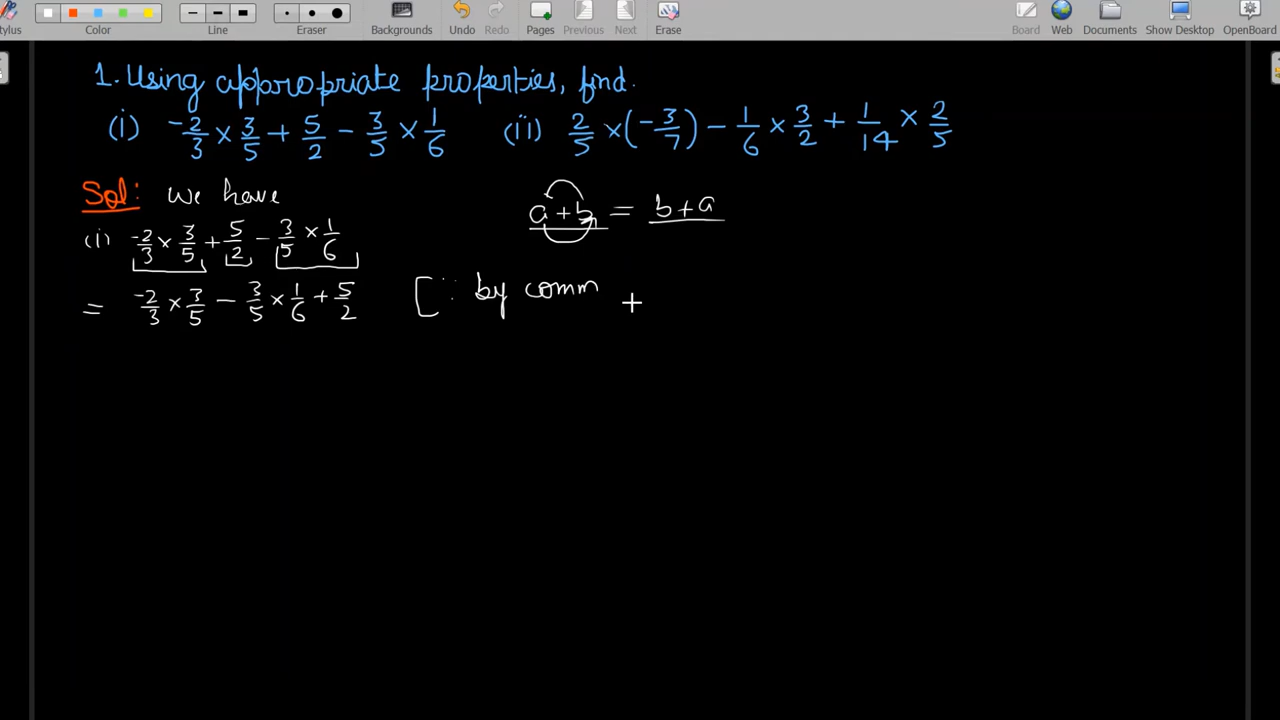 Stylus Color Line Eraser Backgrounds Undo Redo Pages Previous Next Erase Board Web Documents Show Desktop OpenBoard
1. Using appropriate properties, find.
(i) -2/3 × 3/5 + 5/2 - 3/5 × 1/6 (ii) 2/5 × (-3/7) - 1/6 × 3/2 + 1/14 × 2/5
Sol: we have
a+b = b+a
(i) -2/3 × 3/5 + 5/2 - 3/5 × 1/6
= -2/3 × 3/5 - 3/5 × 1/6 + 5/2 [∵ by comm